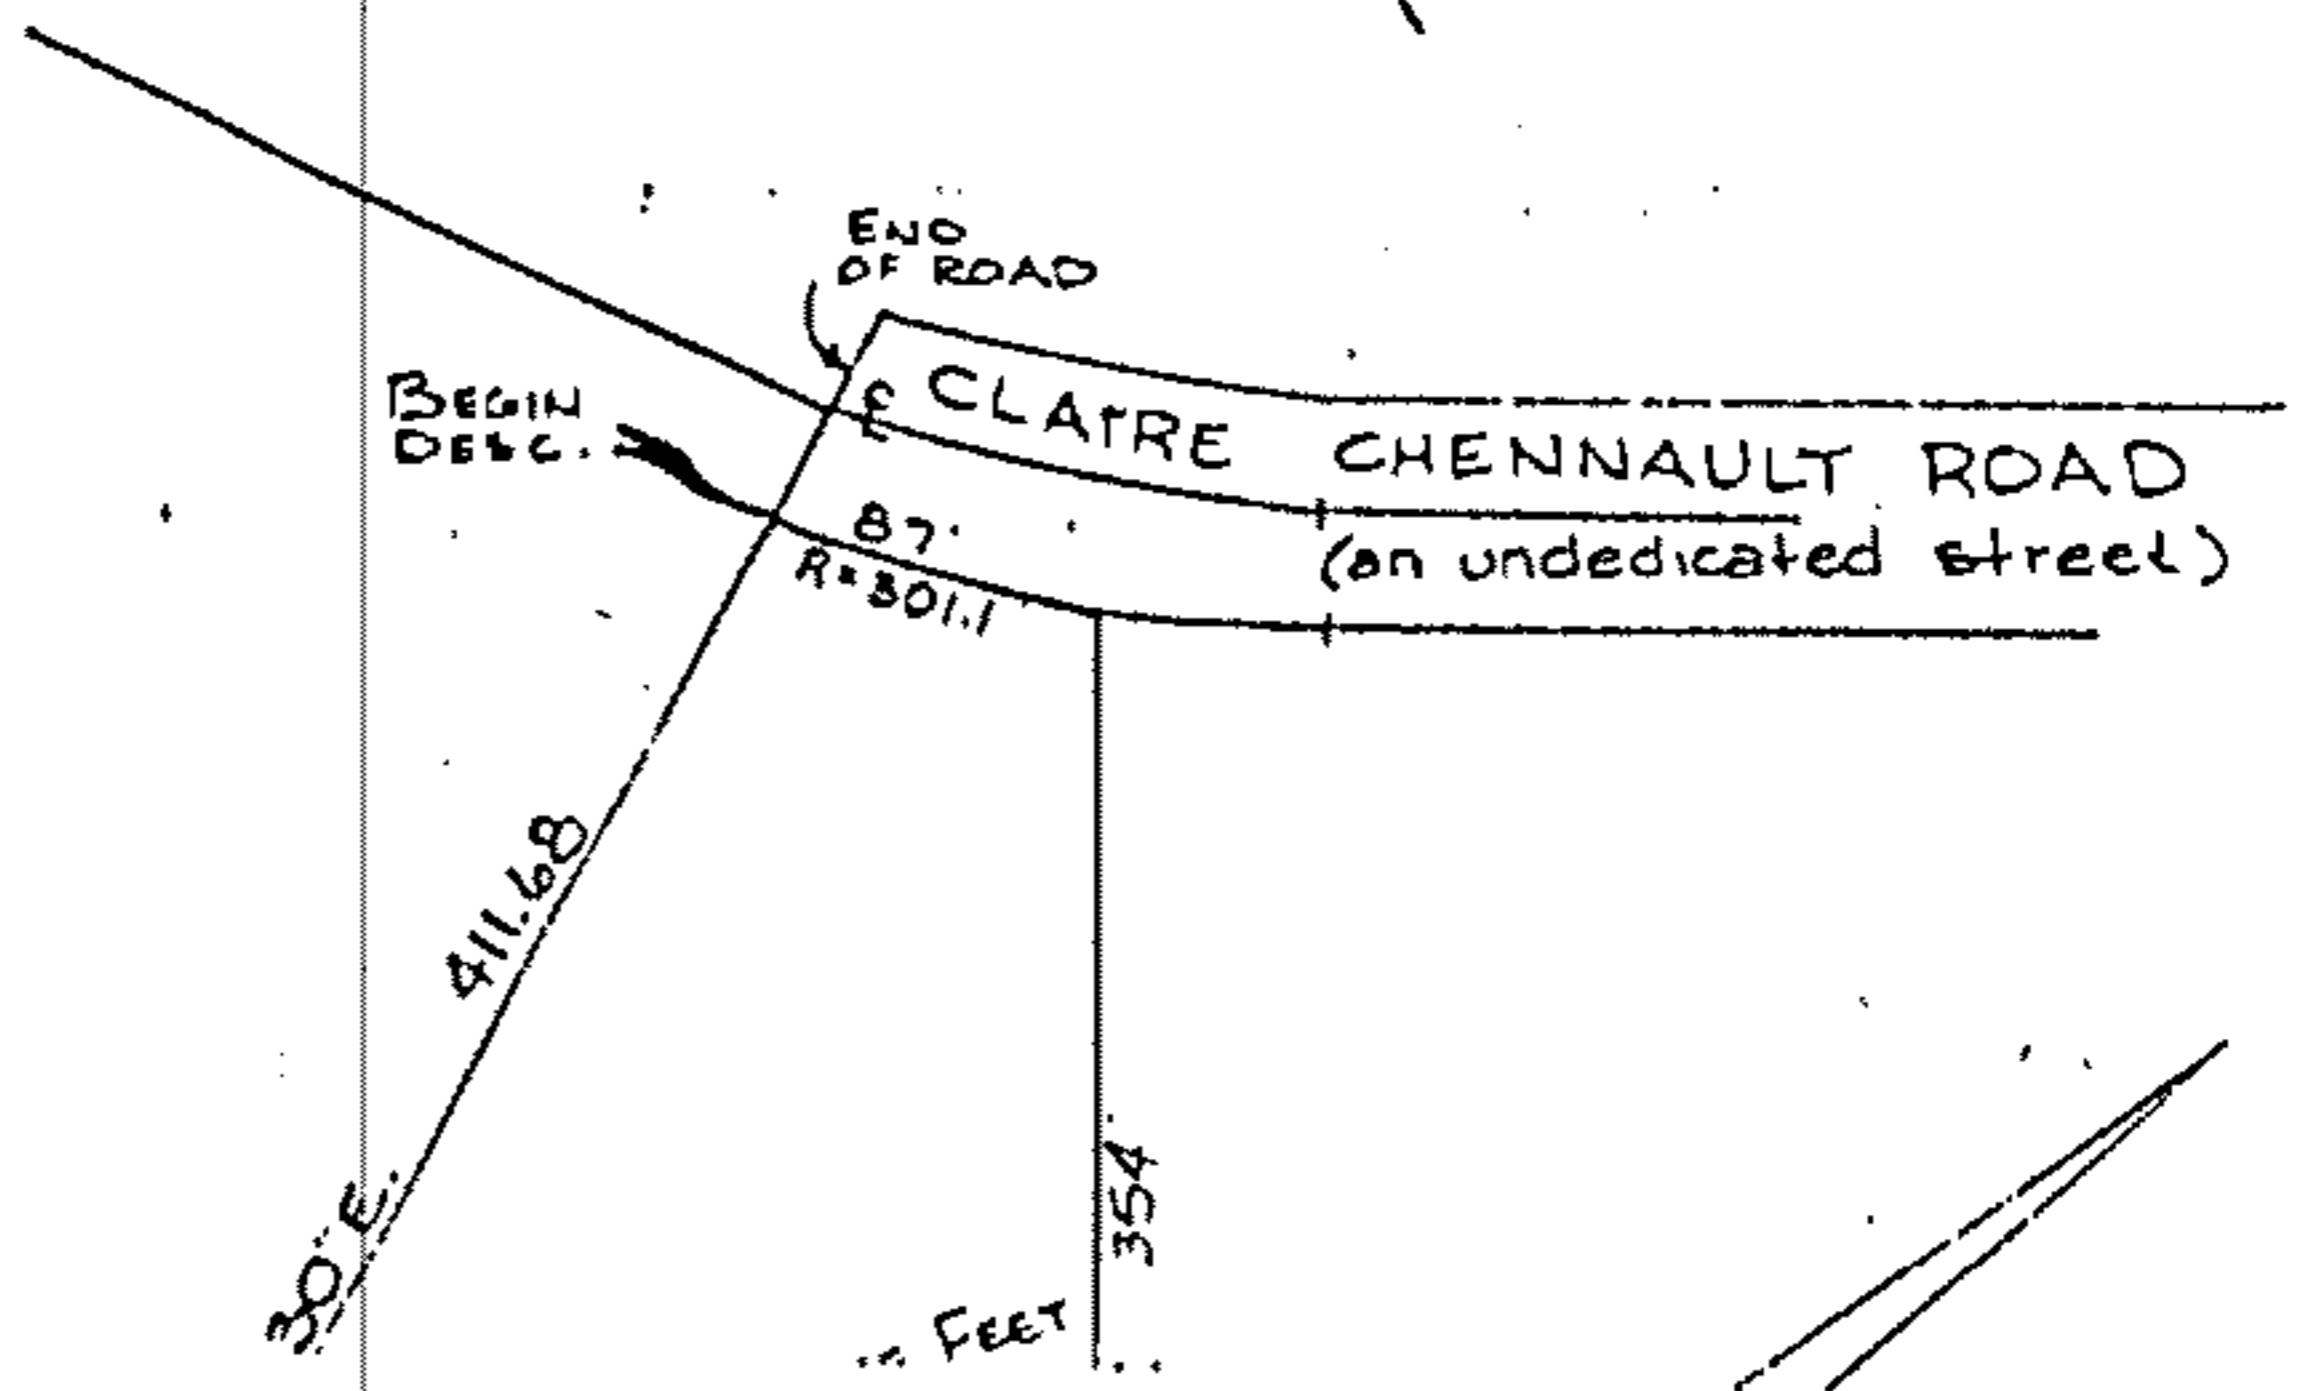 END
OF ROAD
BEGIN
DESC.
℄ CLAIRE CHENNAULT ROAD
(an undedicated street)
87.
R=301.1
411.68
30" E.
354.
FEET